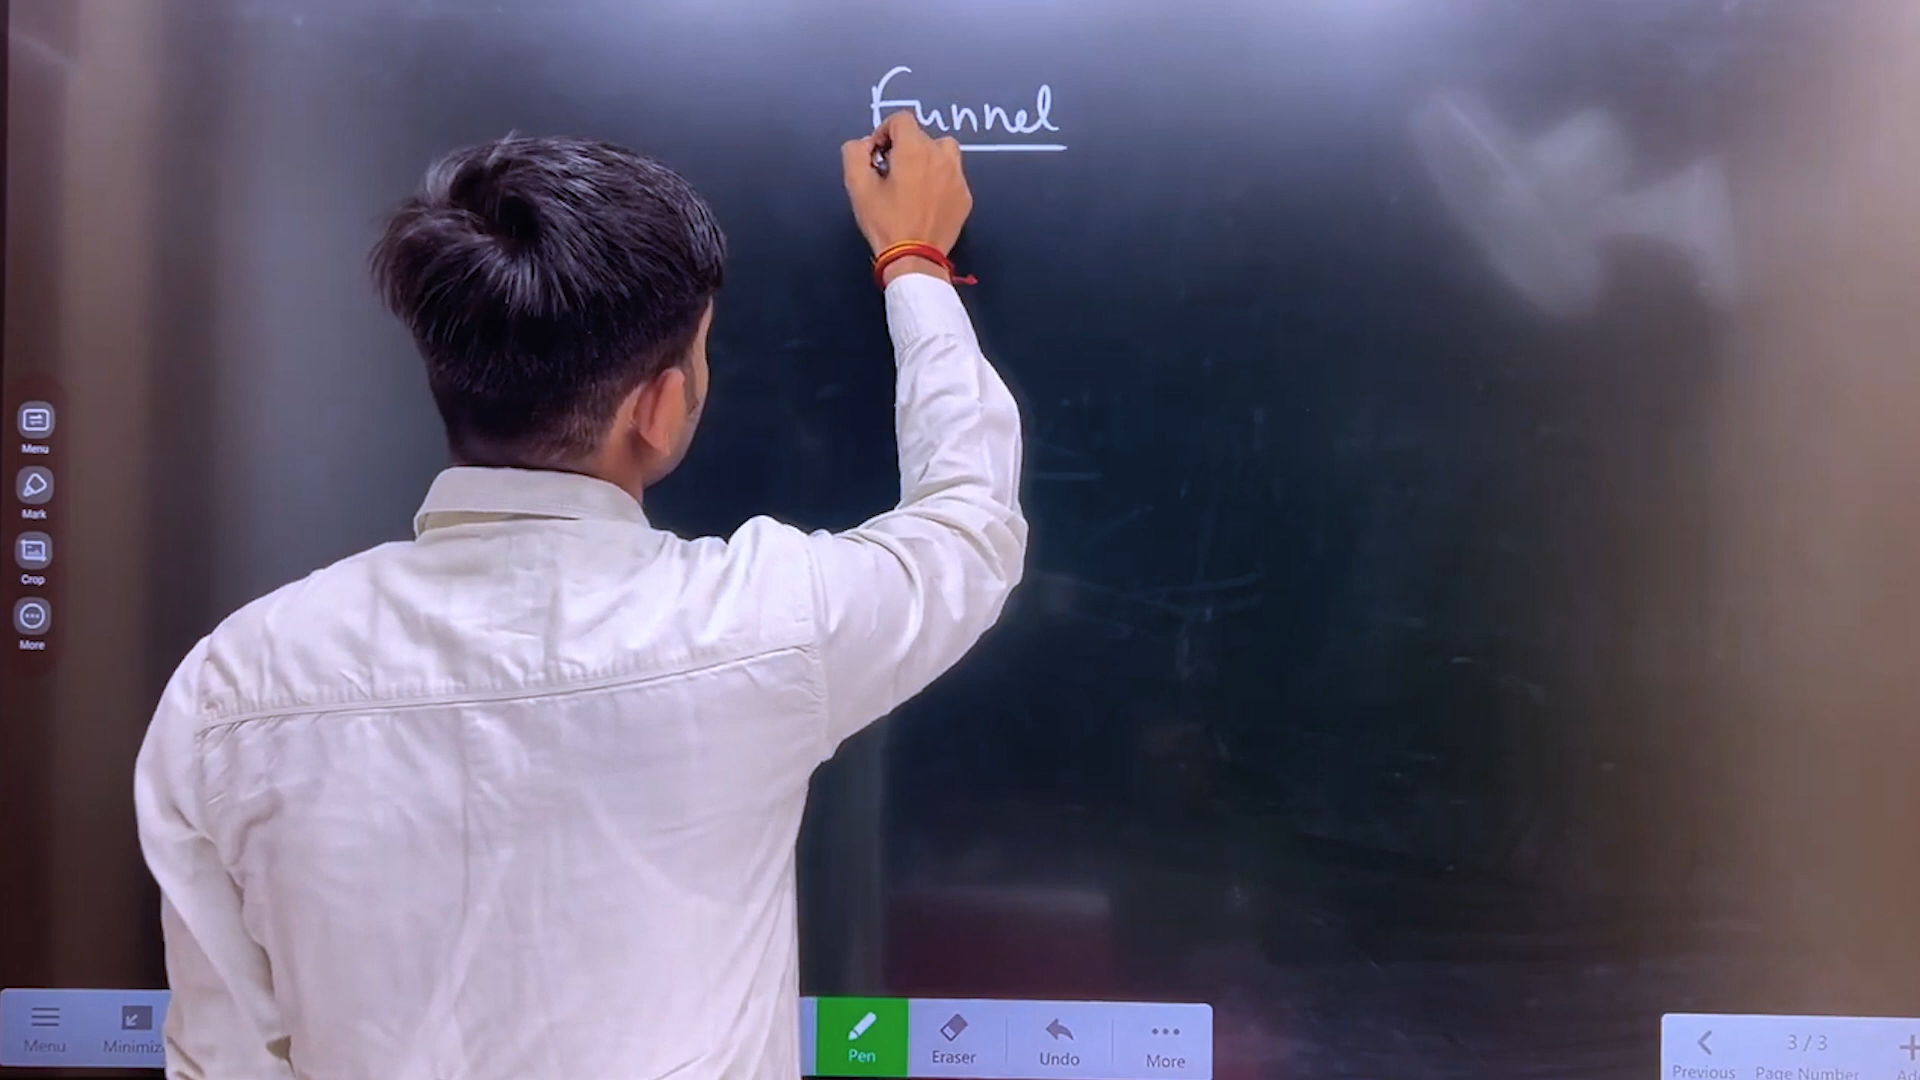 Funnel
Menu
Mark
Crop
More
Menu
Pen
Eraser
Undo
More
3 / 3
Previous
Page Number